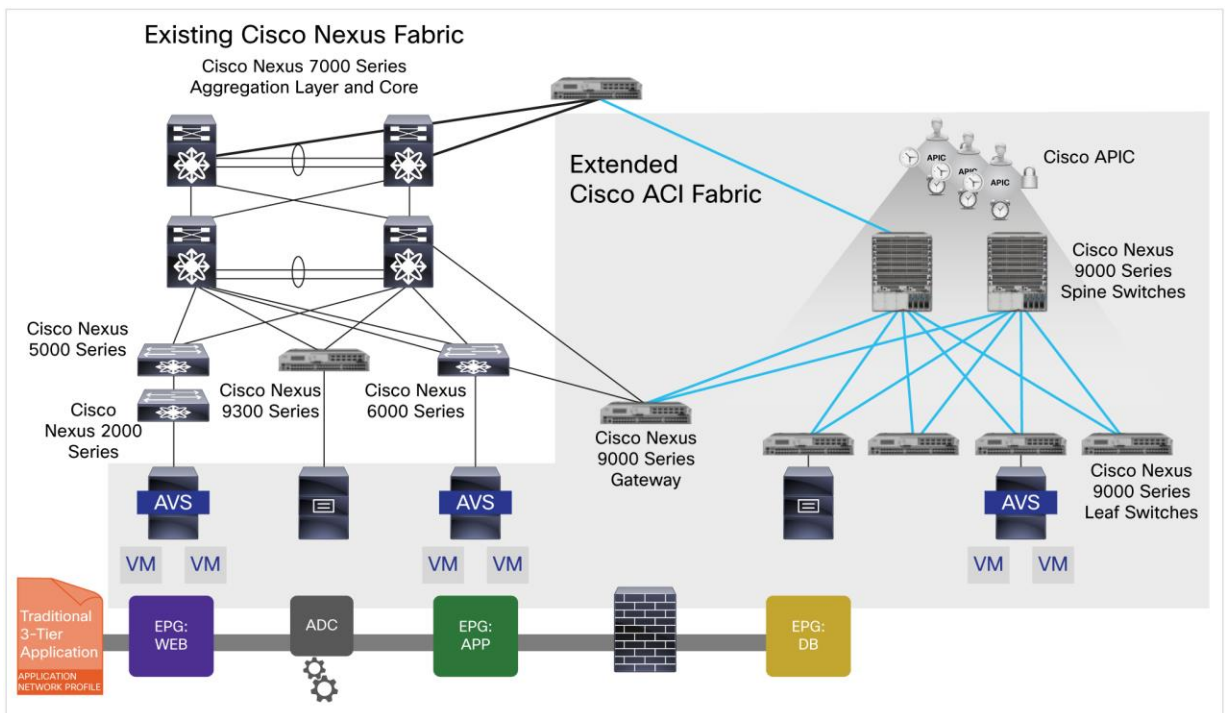 Existing Cisco Nexus Fabric
Cisco Nexus 7000 Series
Aggregation Layer and Core
Extended
Cisco ACI Fabric
APIC
APIC
APIC
Cisco APIC
Cisco Nexus
9000 Series
Spine Switches
Cisco Nexus
5000 Series
Cisco
Nexus 2000
Series
Cisco Nexus
9300 Series
Cisco Nexus
6000 Series
Cisco Nexus
9000 Series
Gateway
Cisco Nexus
9000 Series
Leaf Switches
AVS
AVS
AVS
VM
VM
VM
VM
VM
VM
Traditional
3-Tier
Application
APPLICATION
NETWORK PROFILE
EPG:
WEB
ADC
EPG:
APP
EPG:
DB